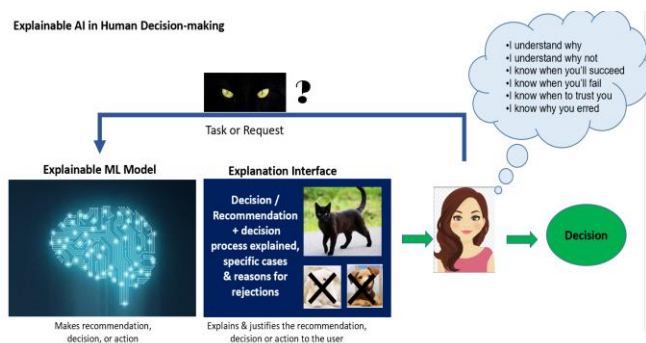 Explainable AI in Human Decision-making
•I understand why
•I understand why not
•I know when you'll succeed
•I know when you'll fail
•I know when to trust you
•I know why you erred
?
Task or Request
Explainable ML Model
Explanation Interface
Decision /
Recommendation
+ decision
process explained,
specific cases
& reasons for
rejections
Decision
Makes recommendation,
decision, or action
Explains & justifies the recommendation,
decision or action to the user